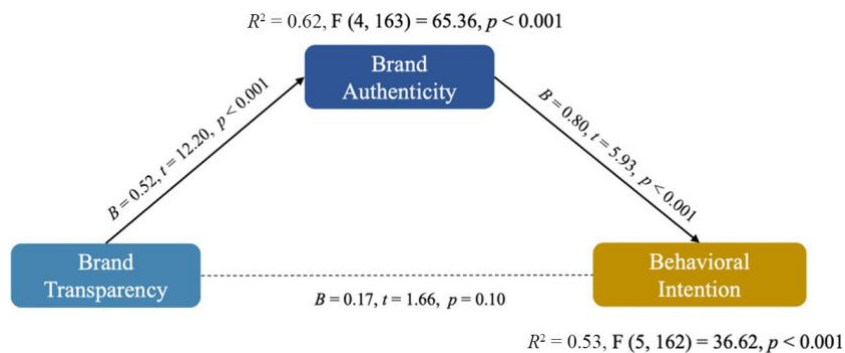 R² = 0.62, F (4, 163) = 65.36, p < 0.001
Brand
Authenticity
B = 0.52, t = 12.20, p < 0.001
B = 0.80, t = 5.93, p < 0.001
Brand
Transparency
Behavioral
Intention
B = 0.17, t = 1.66, p = 0.10
R² = 0.53, F (5, 162) = 36.62, p < 0.001